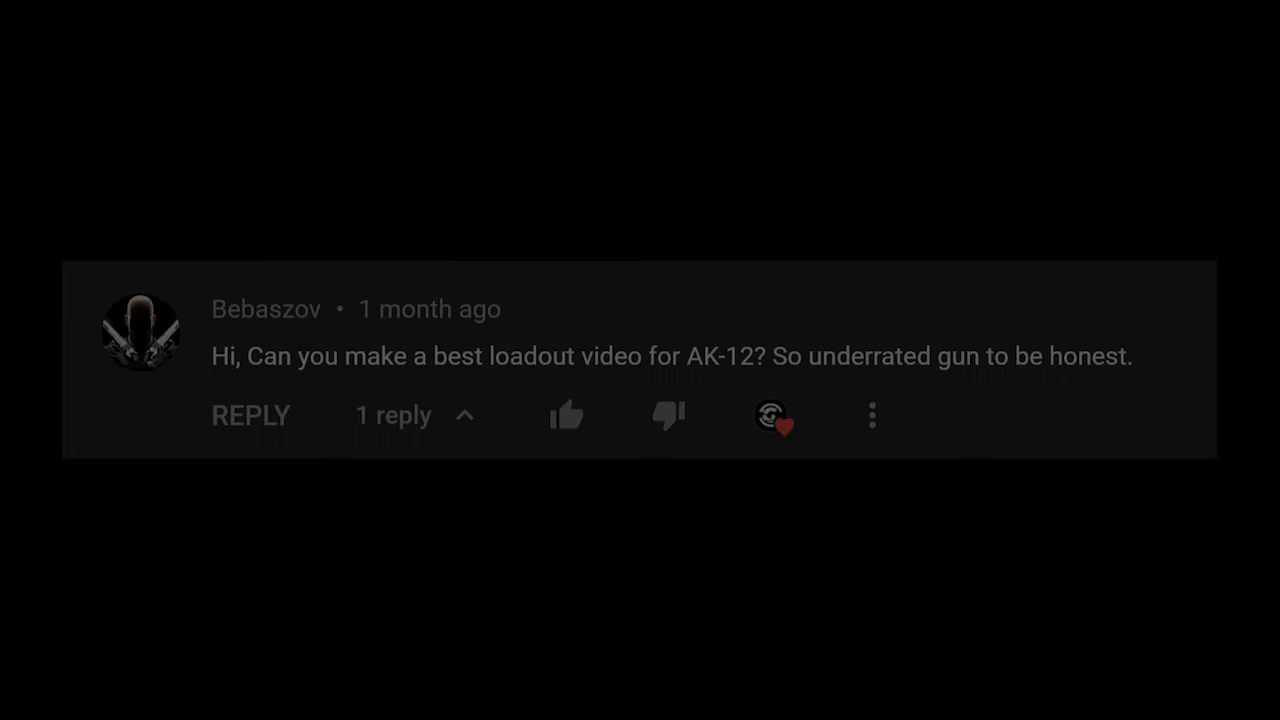 Bebaszov • 1 month ago
Hi, Can you make a best loadout video for AK-12? So underrated gun to be honest.
REPLY 1 reply